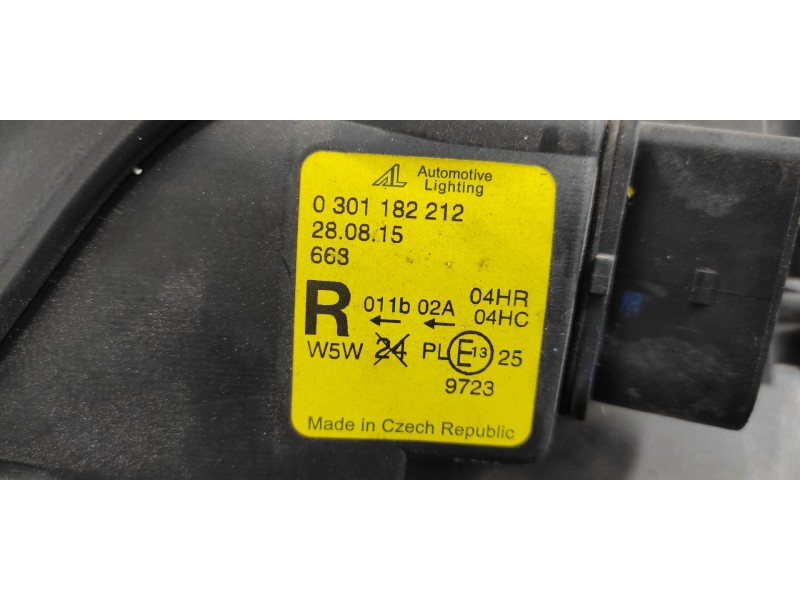 AL Automotive
Lighting
0 301 182 212
28.08.15
663
R 011b 02A 04HR
← ← 04HC
W5W 24 PL E13 25
9723
Made in Czech Republic